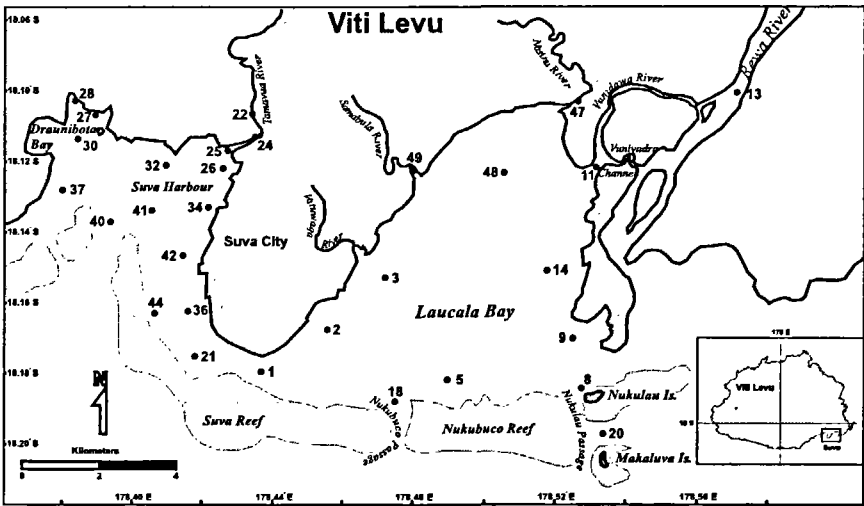 Viti Levu
18.06 S
18.10 S
18.12 S
18.14 S
18.16 S
18.18 S
18.20 S
178.40 E
178.44 E
178.48 E
178.52 E
178.56 E
Rewa River
Vunidawa River
Tamavua River
Samabula River
River
Vunivadra
Channel
28
27
Draunibota
Bay
30
22
24
25
26
32
Suva Harbour
37
41
34
40
42
44
36
21
Suva City
49
48
47
11
13
3
14
Laucala Bay
2
1
9
5
18
8
20
N
Kilometers
0
2
4
Suva Reef
Nukubuco
Passage
Nukubuco Reef
Nukulau Passage
Nukulau Is.
Makaluva Is.
178 E
Viti Levu
18 S
Suva